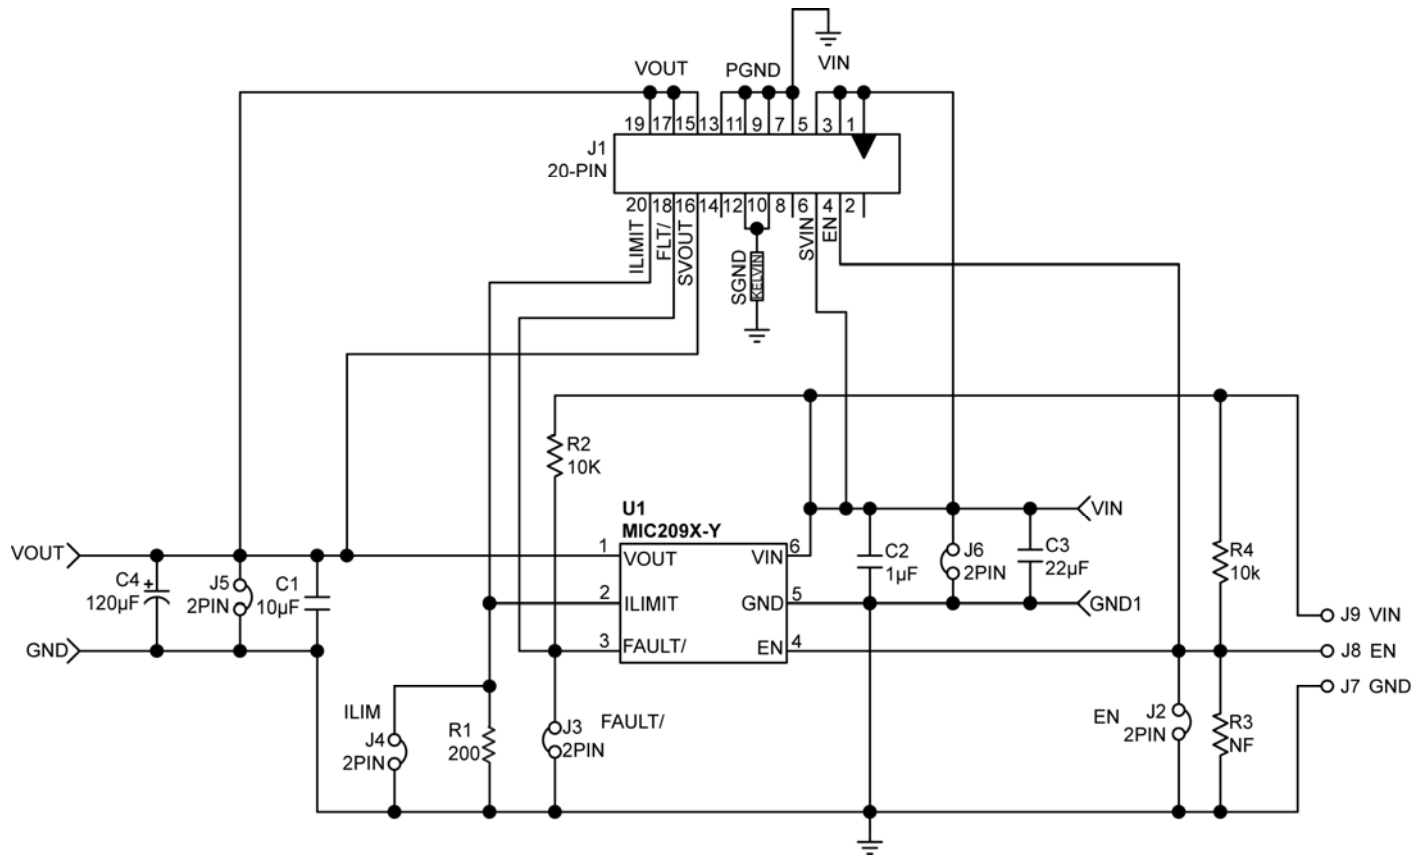 VOUT
PGND
VIN
19 17 15 13 11 9 7 5 3 1
J1
20-PIN
20 18 16 14 12 10 8 6 4 2
ILIMIT
FLT/
SVOUT
SGND
KELVIN
SVIN
EN
R2
10K
U1
MIC209X-Y
VIN
VOUT
1
VOUT
VIN
6
C2
1µF
J6
2PIN
C3
22µF
R4
10k
C4
+
120µF
J5
2PIN
C1
10µF
2
ILIMIT
GND
5
GND1
J9 VIN
GND
3
FAULT/
EN
4
J8 EN
J7 GND
ILIM
J4
2PIN
R1
200
J3
2PIN
FAULT/
EN
J2
2PIN
R3
NF